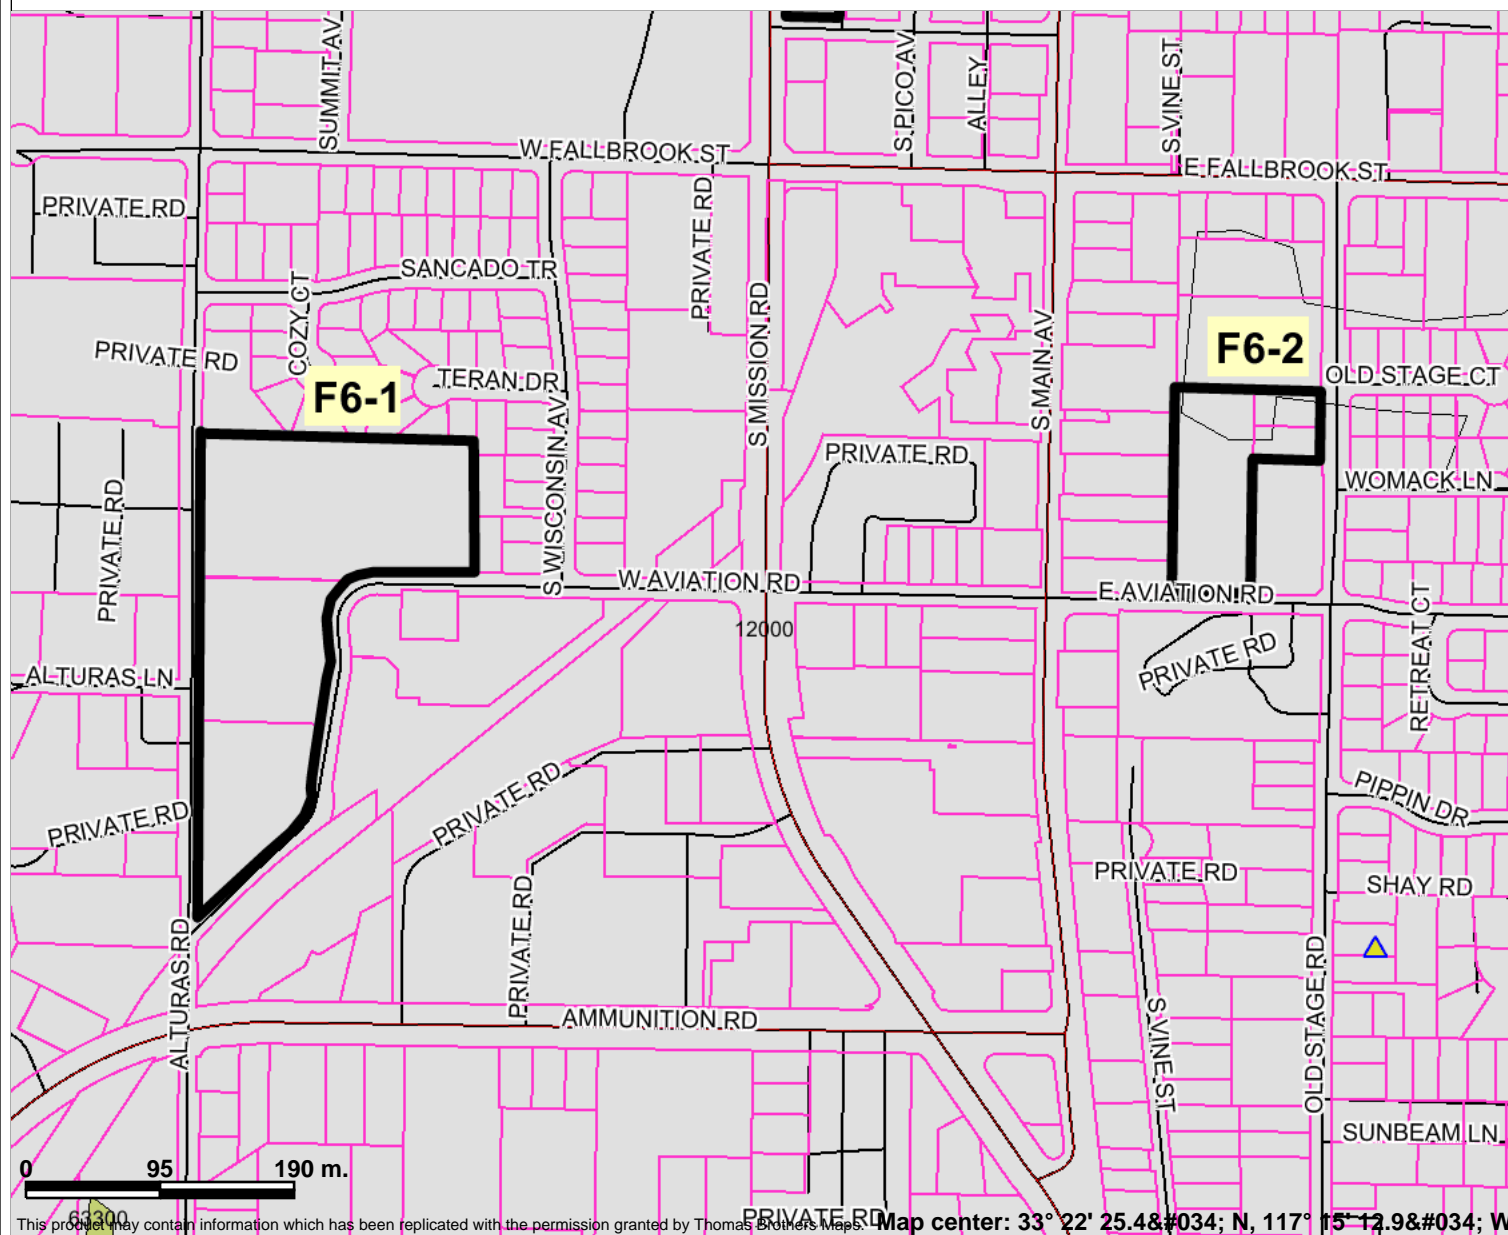 SUMMIT AV
S PICO AV
ALLEY
S VINE ST
W FALLBROOK ST
E FALLBROOK ST
PRIVATE RD
PRIVATE RD
SANCADO TR
COZY CT
S MISSION RD
S MAIN AV
PRIVATE RD
F6-2
TERAN DR
F6-1
OLD STAGE CT
S WISCONSIN AV
PRIVATE RD
PRIVATE RD
WOMACK LN
W AVIATION RD
E AVIATION RD
12000
RETREAT CT
PRIVATE RD
ALTURAS LN
PRIVATE RD
PRIVATE RD
PIPPIN DR
PRIVATE RD
PRIVATE RD
SHAY RD
ALTURAS RD
OLD STAGE RD
AMMUNITION RD
S VINE ST
SUNBEAM LN
0 95 190 m.
63300
PRIVATE RD
This product may contain information which has been replicated with the permission granted by Thomas Brothers Maps.
Map center: 33° 22' 25.4&#034; N, 117° 15' 12.9&#034; W